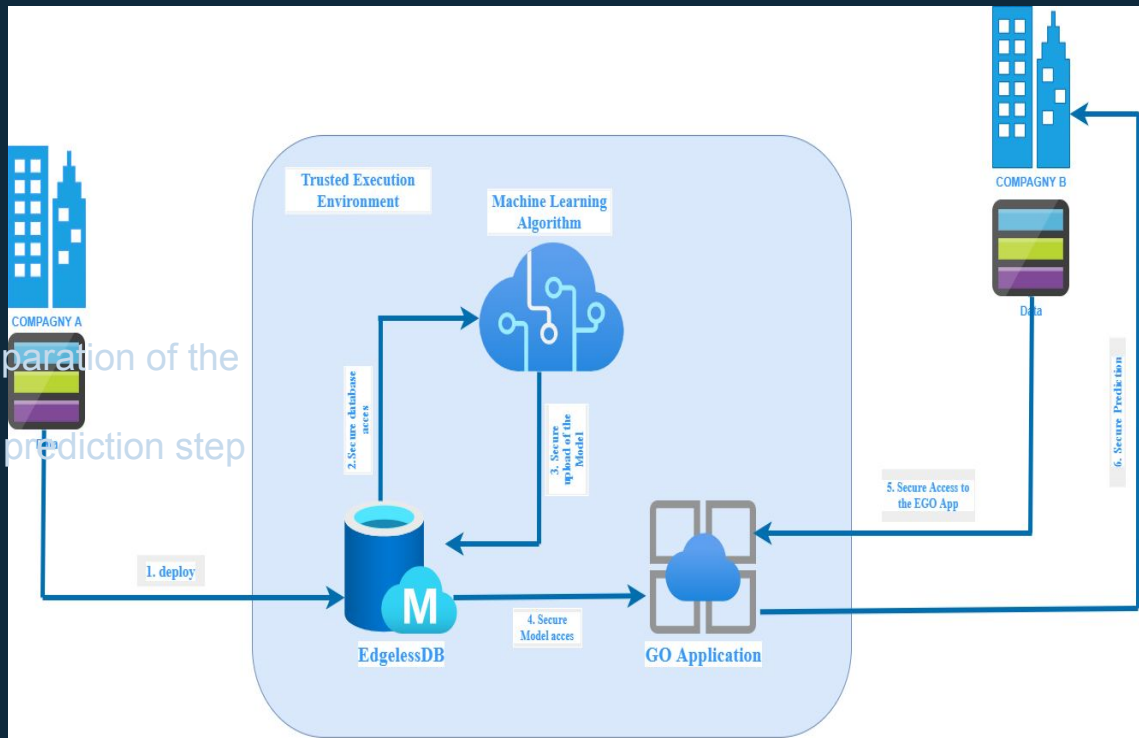 COMPAGNY B
Data
Trusted Execution
Environment
Machine Learning
Algorithm
COMPAGNY A
paration of the
prediction step
Data
2.Secure database
acces
3. Secure
upload of the
Model
6. Secure Prediction
5. Secure Access to
the EGO App
1. deploy
M
4. Secure
Model acces
EdgelessDB
GO Application